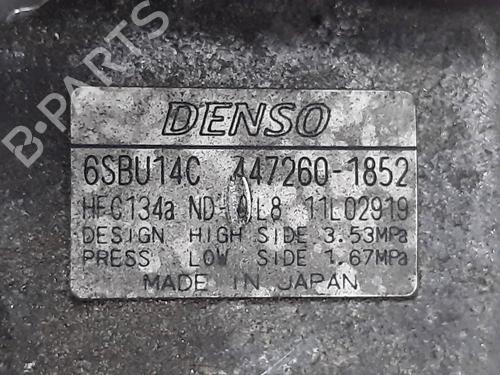 B-PARTS
DENSO
6SBU14C 447260-1852
HFC134a ND- L8 11L02919
DESIGN HIGH SIDE 3.53MPa
PRESS LOW SIDE 1.67MPa
MADE IN JAPAN